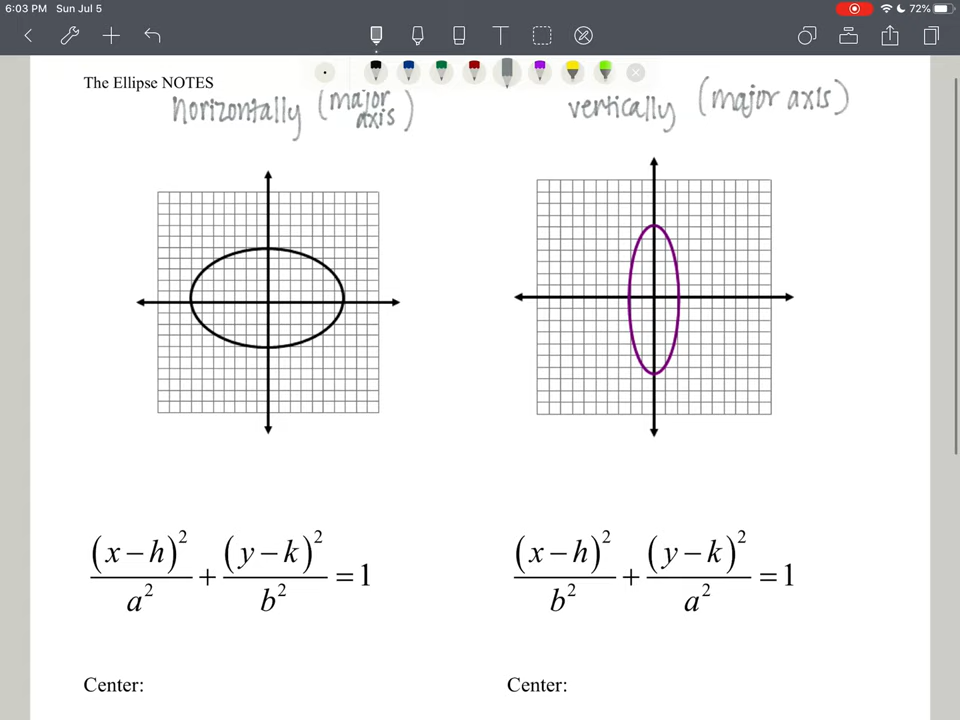 6:03 PM Sun Jul 5 72%
The Ellipse NOTES
horizontally (major axis)
vertically (major axis)
(x − h)²/a² + (y − k)²/b² = 1
(x − h)²/b² + (y − k)²/a² = 1
Center:
Center: